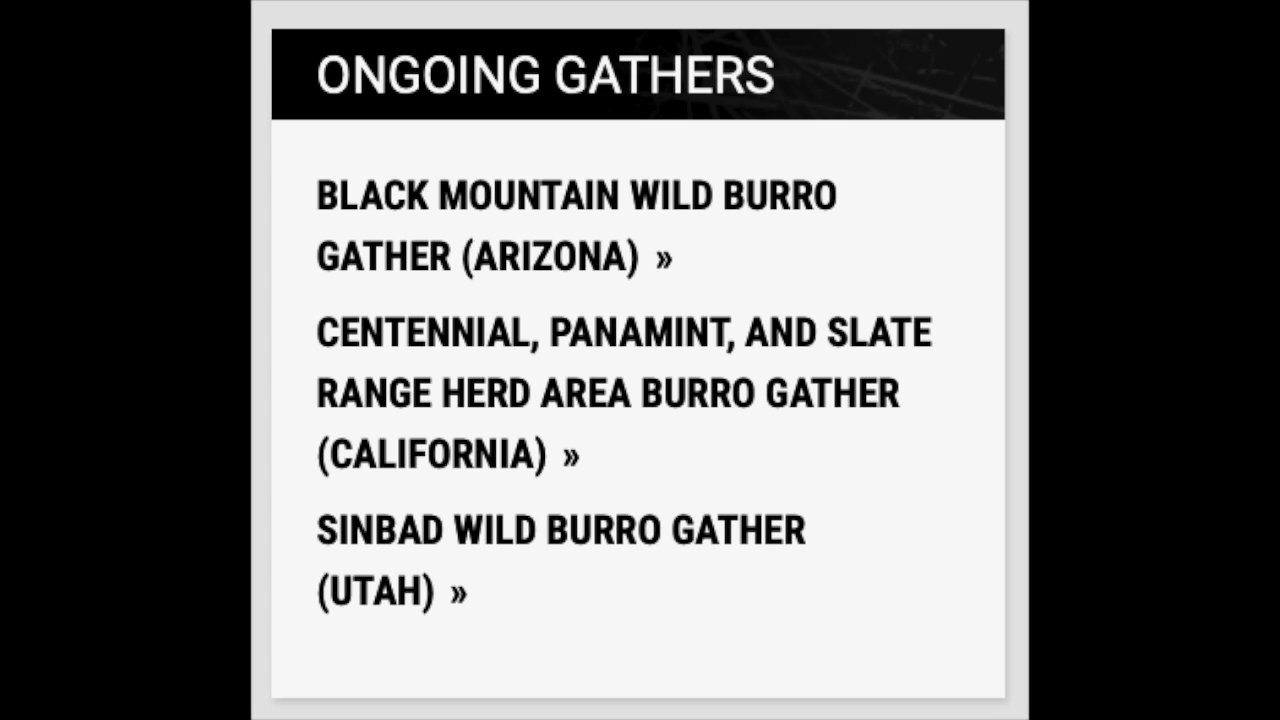 ONGOING GATHERS
BLACK MOUNTAIN WILD BURRO
GATHER (ARIZONA) »
CENTENNIAL, PANAMINT, AND SLATE
RANGE HERD AREA BURRO GATHER
(CALIFORNIA) »
SINBAD WILD BURRO GATHER
(UTAH) »